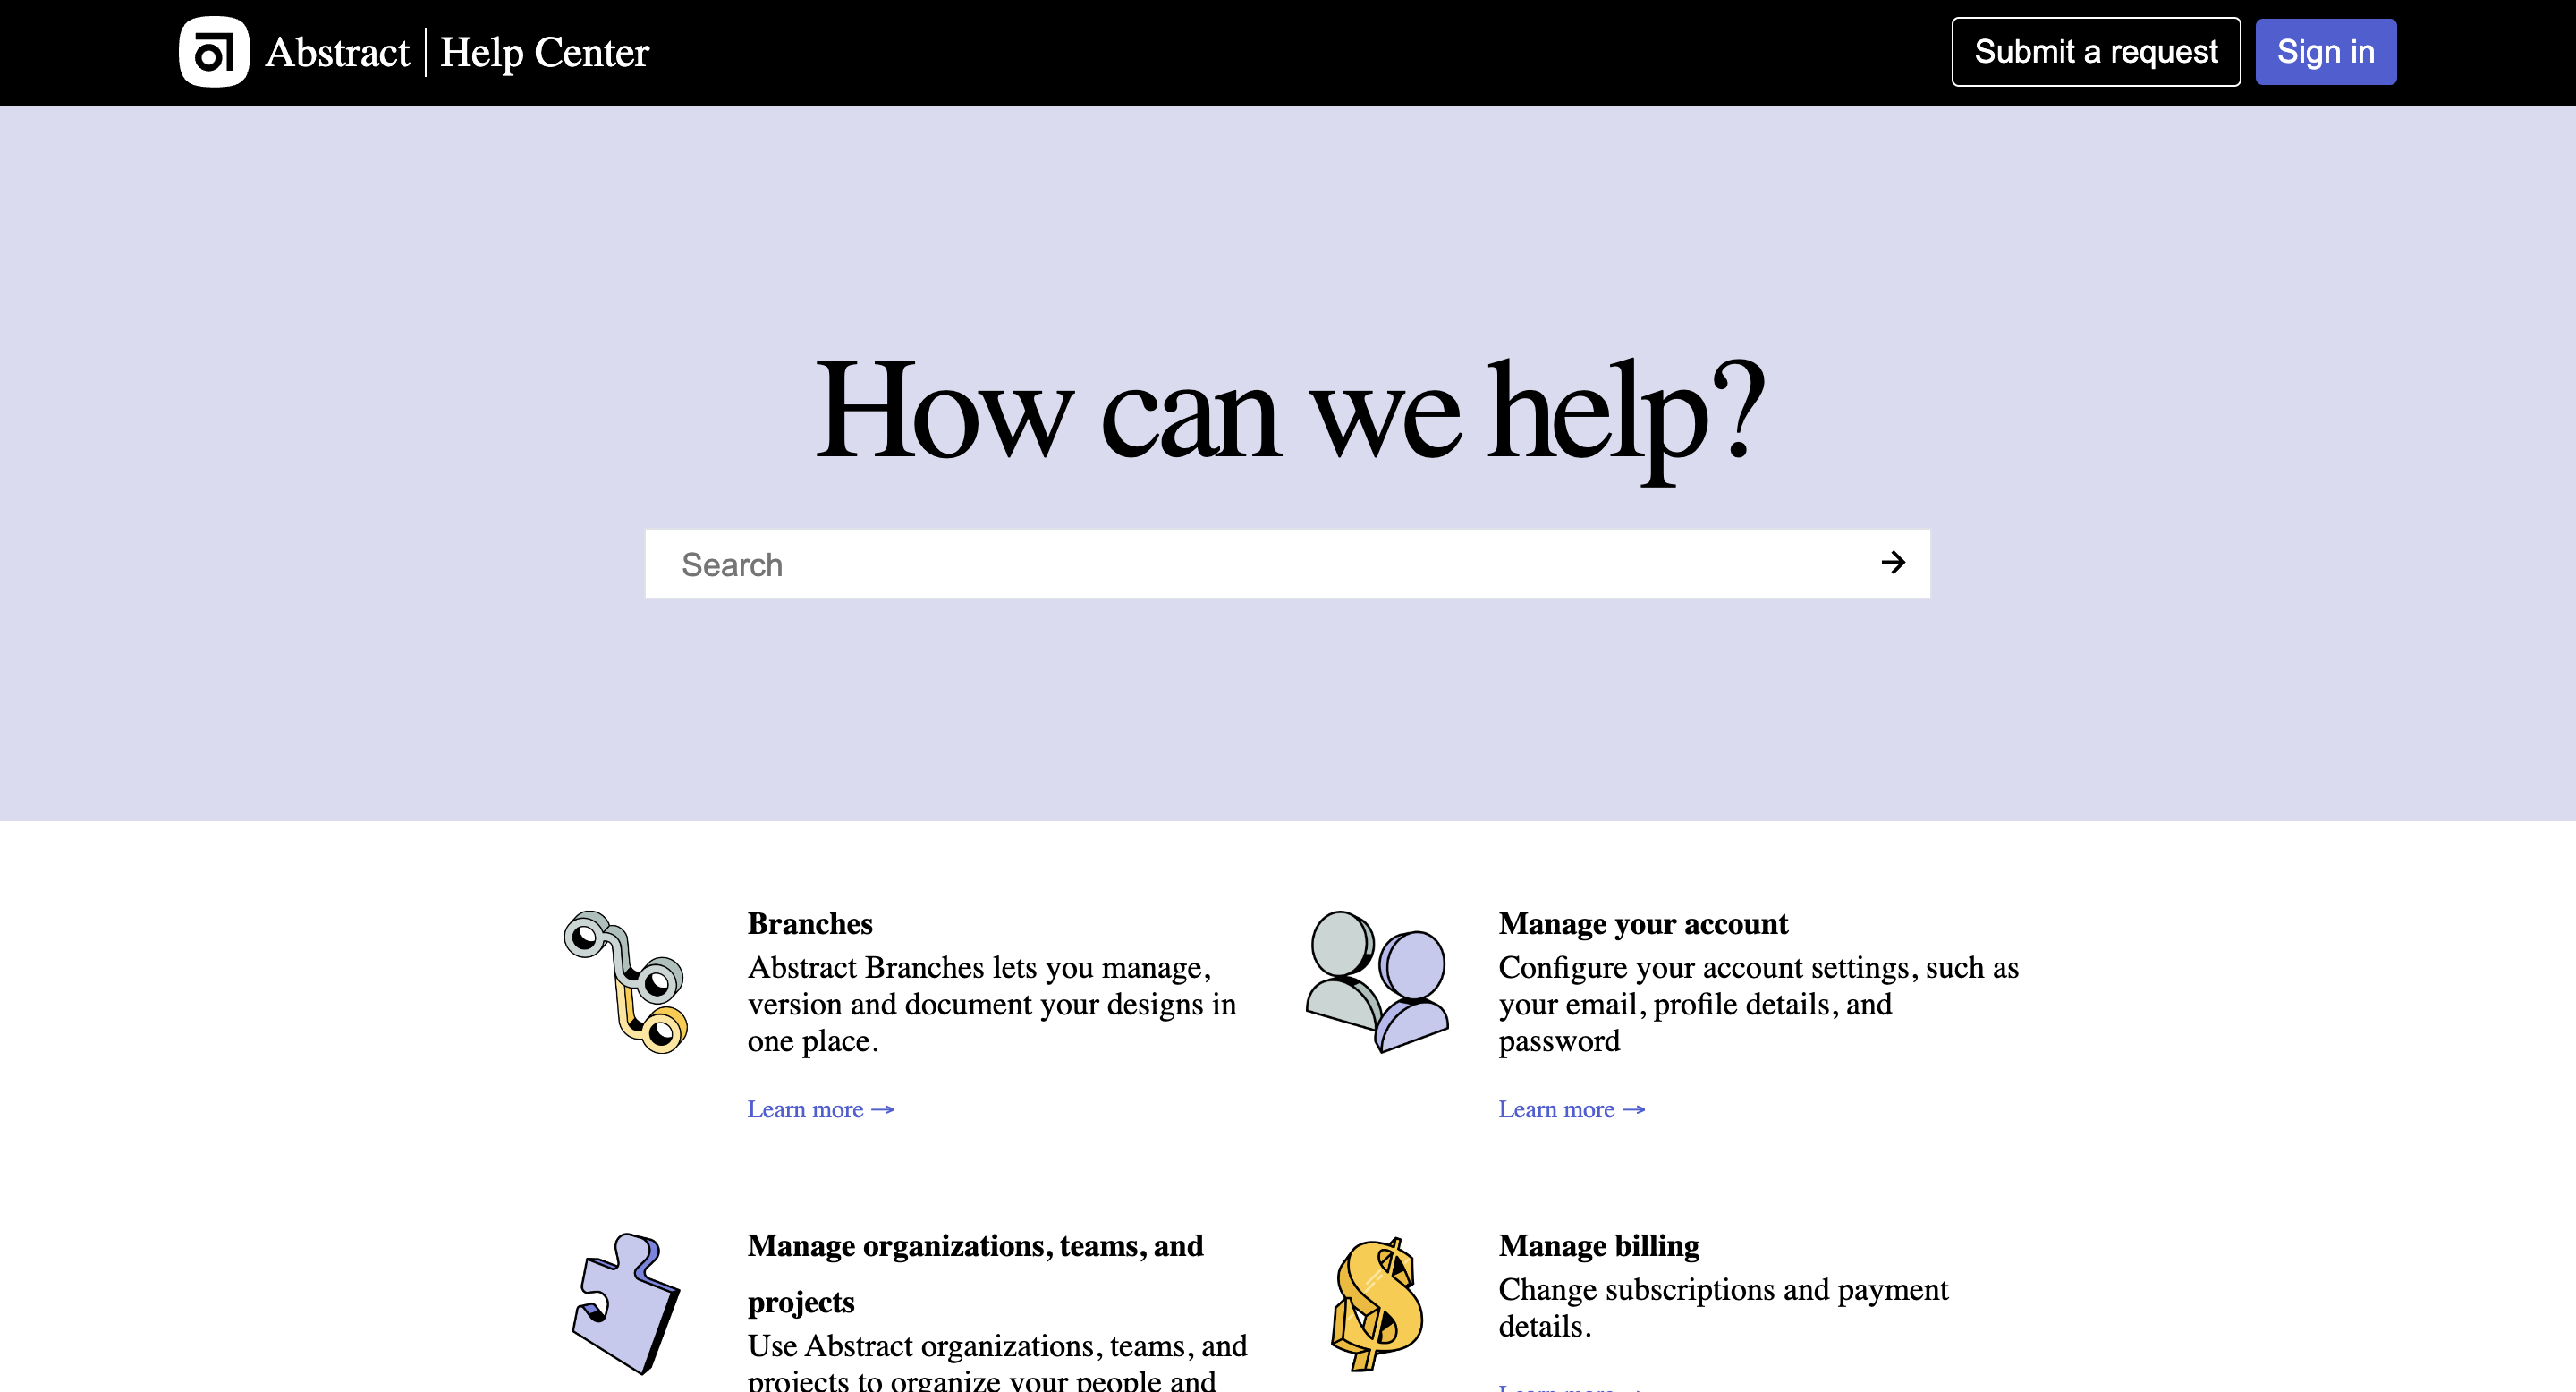 Abstract | Help Center
Submit a request
Sign in
How can we help?
Search
Branches
Abstract Branches lets you manage,
version and document your designs in
one place.
Learn more →
Manage your account
Configure your account settings, such as
your email, profile details, and
password
Learn more →
Manage organizations, teams, and
projects
Use Abstract organizations, teams, and
projects to organize your people and
Manage billing
Change subscriptions and payment
details.